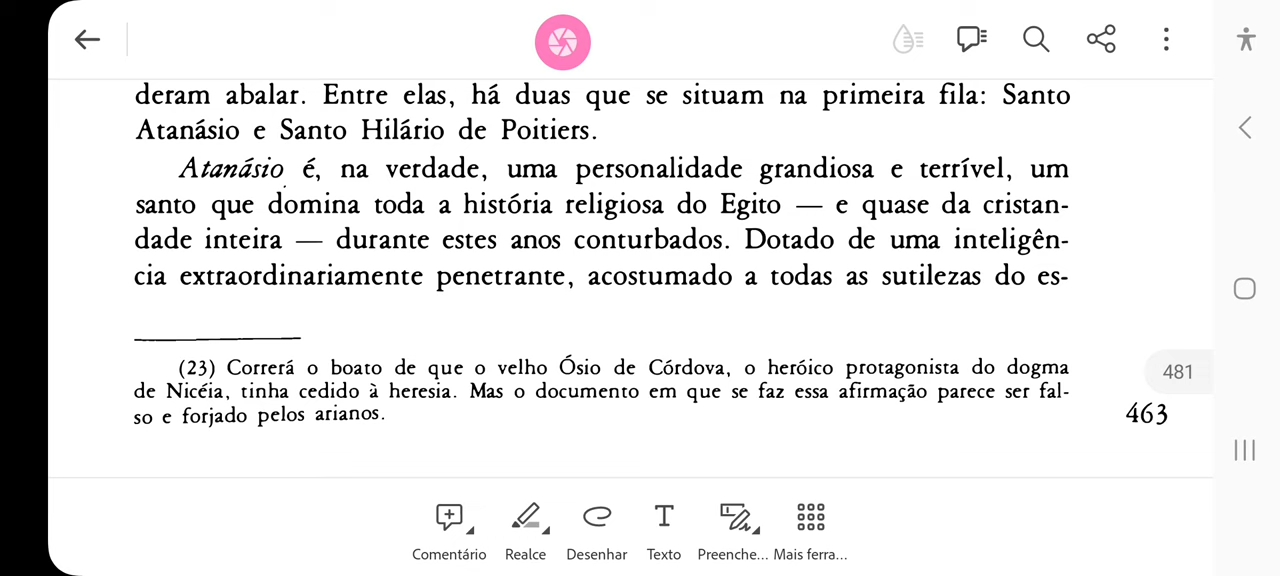 deram abalar. Entre elas, há duas que se situam na primeira fila: Santo
Atanásio e Santo Hilário de Poitiers.
Atanásio é, na verdade, uma personalidade grandiosa e terrível, um
santo que domina toda a história religiosa do Egito — e quase da cristan-
dade inteira — durante estes anos conturbados. Dotado de uma inteligên-
cia extraordinariamente penetrante, acostumado a todas as sutilezas do es-
(23) Correrá o boato de que o velho Ósio de Córdova, o heróico protagonista do dogma
de Nicéia, tinha cedido à heresia. Mas o documento em que se faz essa afirmação parece ser fal-
so e forjado pelos arianos.
481
463
Comentário Realce Desenhar Texto Preenche... Mais ferra...